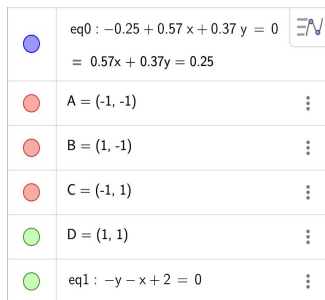 eq0 : −0.25 + 0.57 x + 0.37 y = 0
= 0.57x + 0.37y = 0.25
A = (-1, -1)
B = (1, -1)
C = (-1, 1)
D = (1, 1)
eq1 : −y − x + 2 = 0